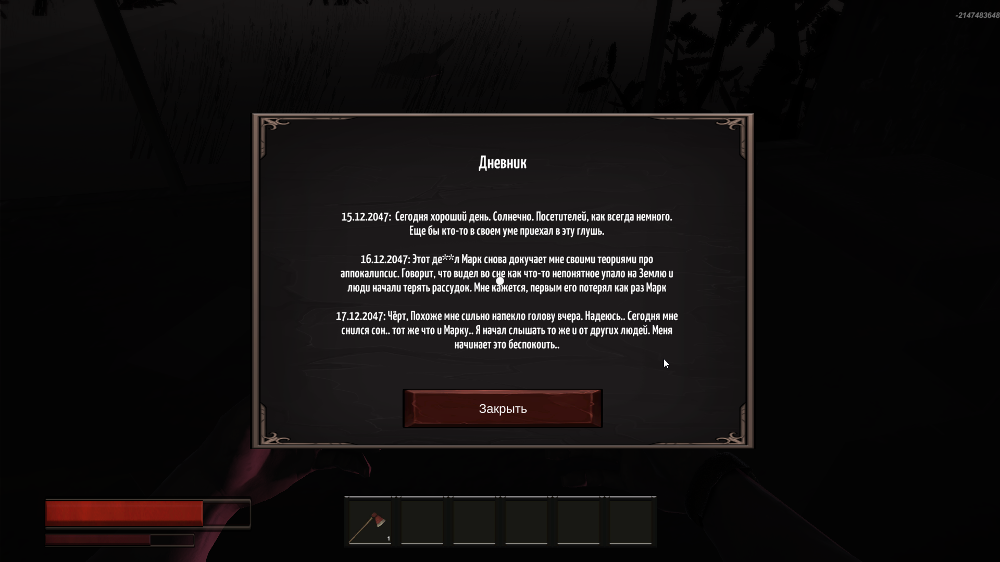 -2147483648
Дневник
15.12.2047: Сегодня хороший день. Солнечно. Посетителей, как всегда немного.
Еще бы кто-то в своем уме приехал в эту глушь.
16.12.2047: Этот де**л Марк снова докучает мне своими теориями про
аппокалипсис. Говорит, что видел во сне как что-то непонятное упало на Землю и
люди начали терять рассудок. Мне кажется, первым его потерял как раз Марк
17.12.2047: Чёрт, Похоже мне сильно напекло голову вчера. Надеюсь.. Сегодня мне
снился сон.. тот же что и Марку.. Я начал слышать то же и от других людей. Меня
начинает это беспокоить..
Закрыть
1